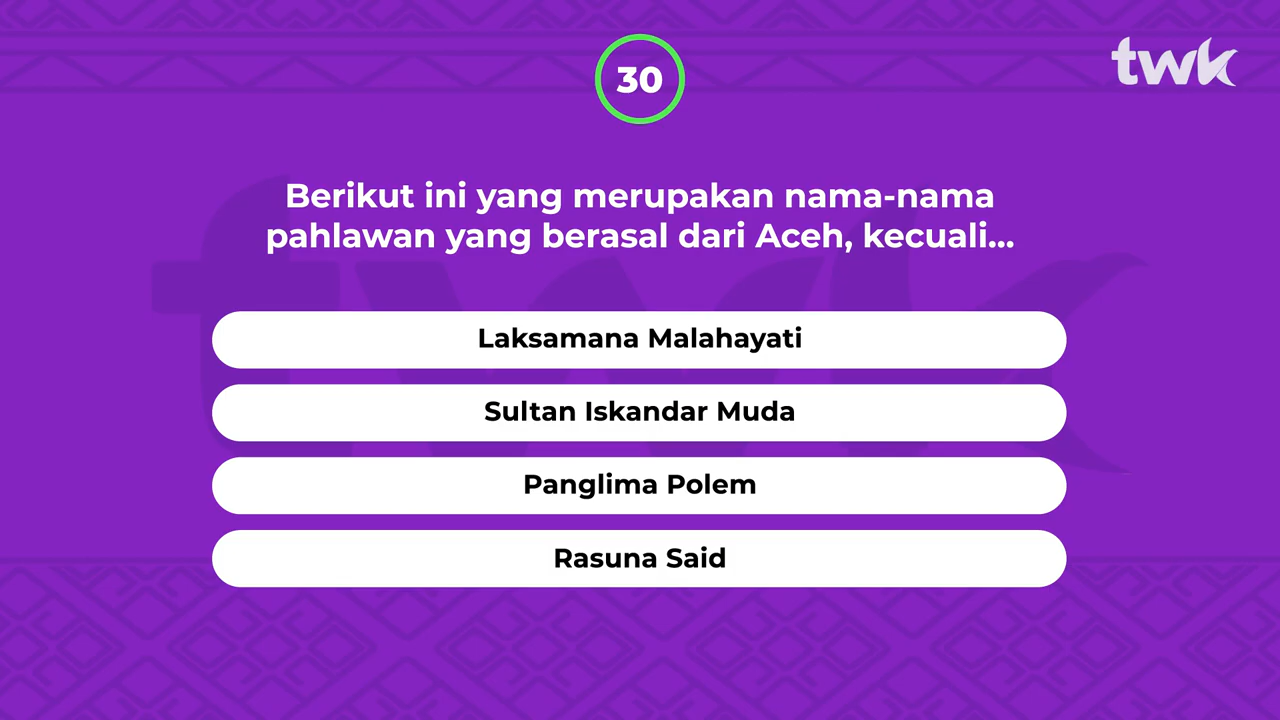 30
twk
Berikut ini yang merupakan nama-nama
pahlawan yang berasal dari Aceh, kecuali...
Laksamana Malahayati
Sultan Iskandar Muda
Panglima Polem
Rasuna Said